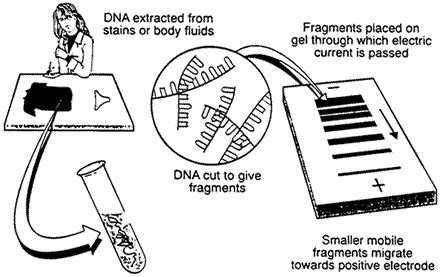 DNA extracted from
stains or body fluids
Fragments placed on
gel through which electric
current is passed
−
DNA cut to give
fragments
+
Smaller mobile
fragments migrate
towards positive electrode